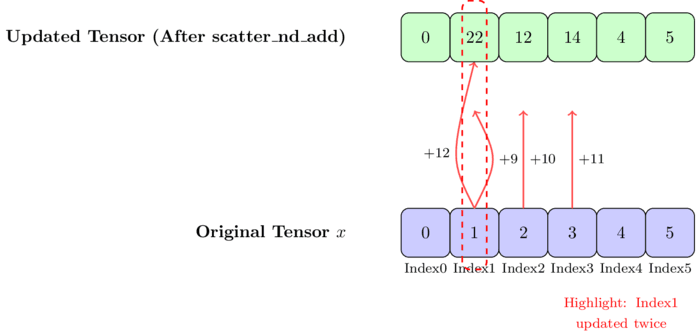 Updated Tensor (After scatter_nd_add)
0 22 12 14 4 5
+12 +9 +10 +11
Original Tensor x
0 1 2 3 4 5
Index0 Index1 Index2 Index3 Index4 Index5
Highlight: Index1
updated twice